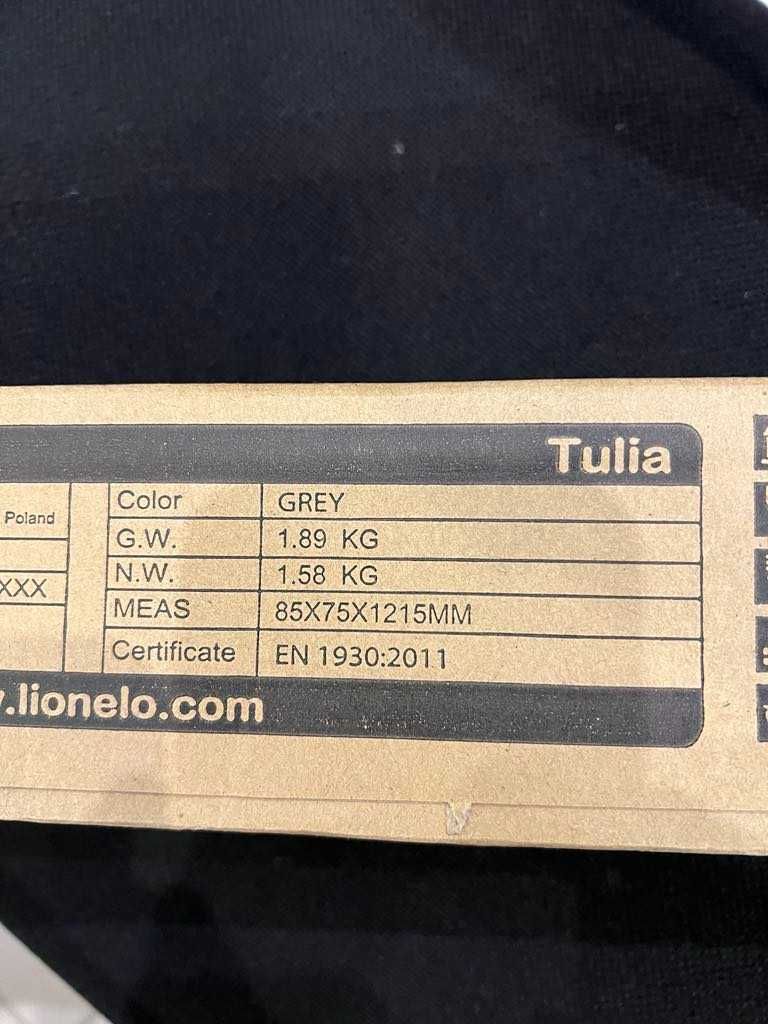 Tulia
Poland
XXX
Color GREY
G.W. 1.89 KG
N.W. 1.58 KG
MEAS 85X75X1215MM
Certificate EN 1930:2011
.lionelo.com